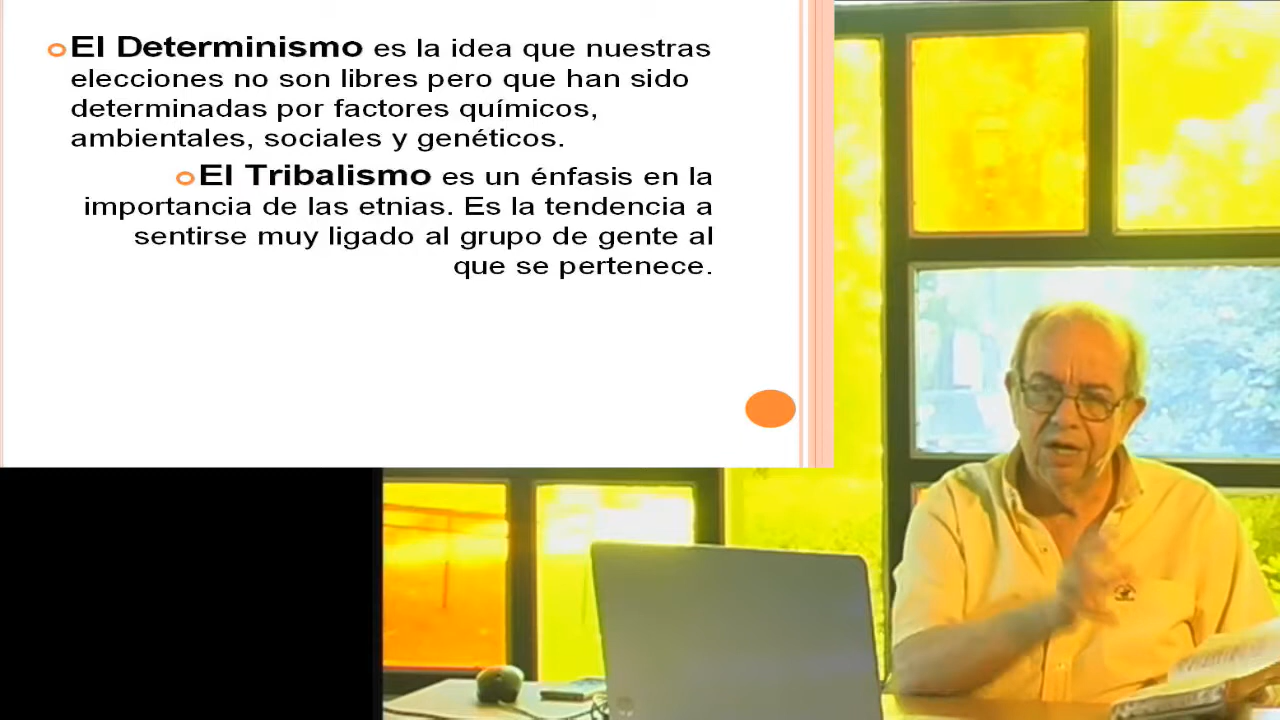 El Determinismo es la idea que nuestras
elecciones no son libres pero que han sido
determinadas por factores químicos,
ambientales, sociales y genéticos.
El Tribalismo es un énfasis en la
importancia de las etnias. Es la tendencia a
sentirse muy ligado al grupo de gente al
que se pertenece.